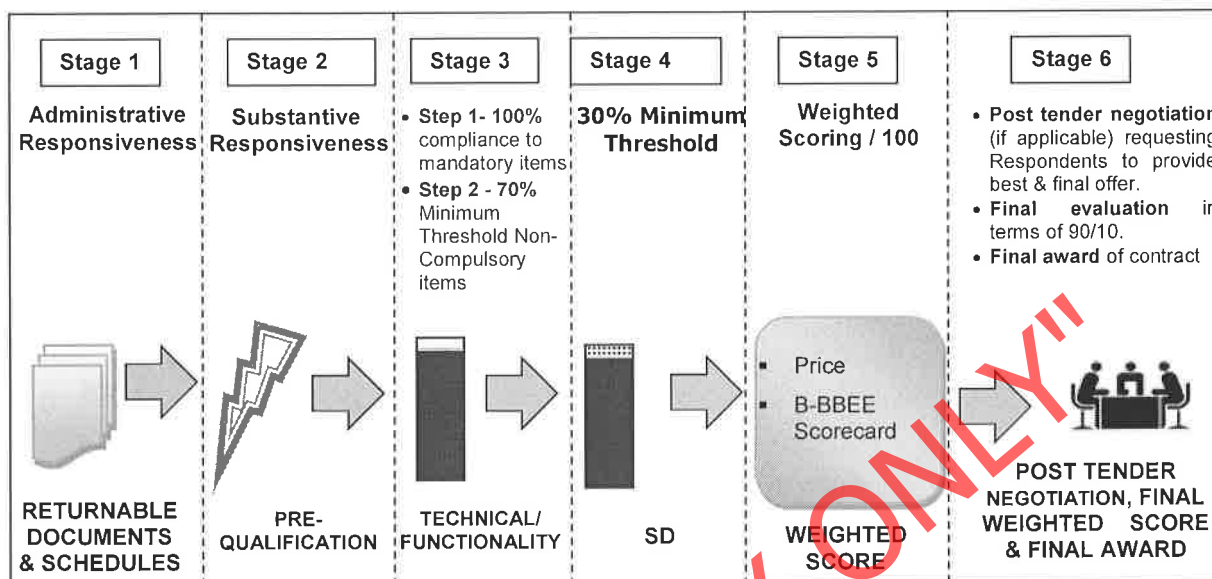 Stage 1
Administrative
Responsiveness
RETURNABLE
DOCUMENTS
& SCHEDULES
Stage 2
Substantive
Responsiveness
PRE-
QUALIFICATION
Stage 3
• Step 1- 100%
compliance to
mandatory items
• Step 2 - 70%
Minimum
Threshold Non-
Compulsory
items
TECHNICAL/
FUNCTIONALITY
Stage 4
30% Minimum
Threshold
SD
Stage 5
Weighted
Scoring / 100
▪ Price
▪ B-BBEE
Scorecard
WEIGHTED
SCORE
Stage 6
• Post tender negotiation
(if applicable) requesting
Respondents to provide
best & final offer.
• Final evaluation in
terms of 90/10.
• Final award of contract
POST TENDER
NEGOTIATION, FINAL
WEIGHTED SCORE
& FINAL AWARD
ONLY"